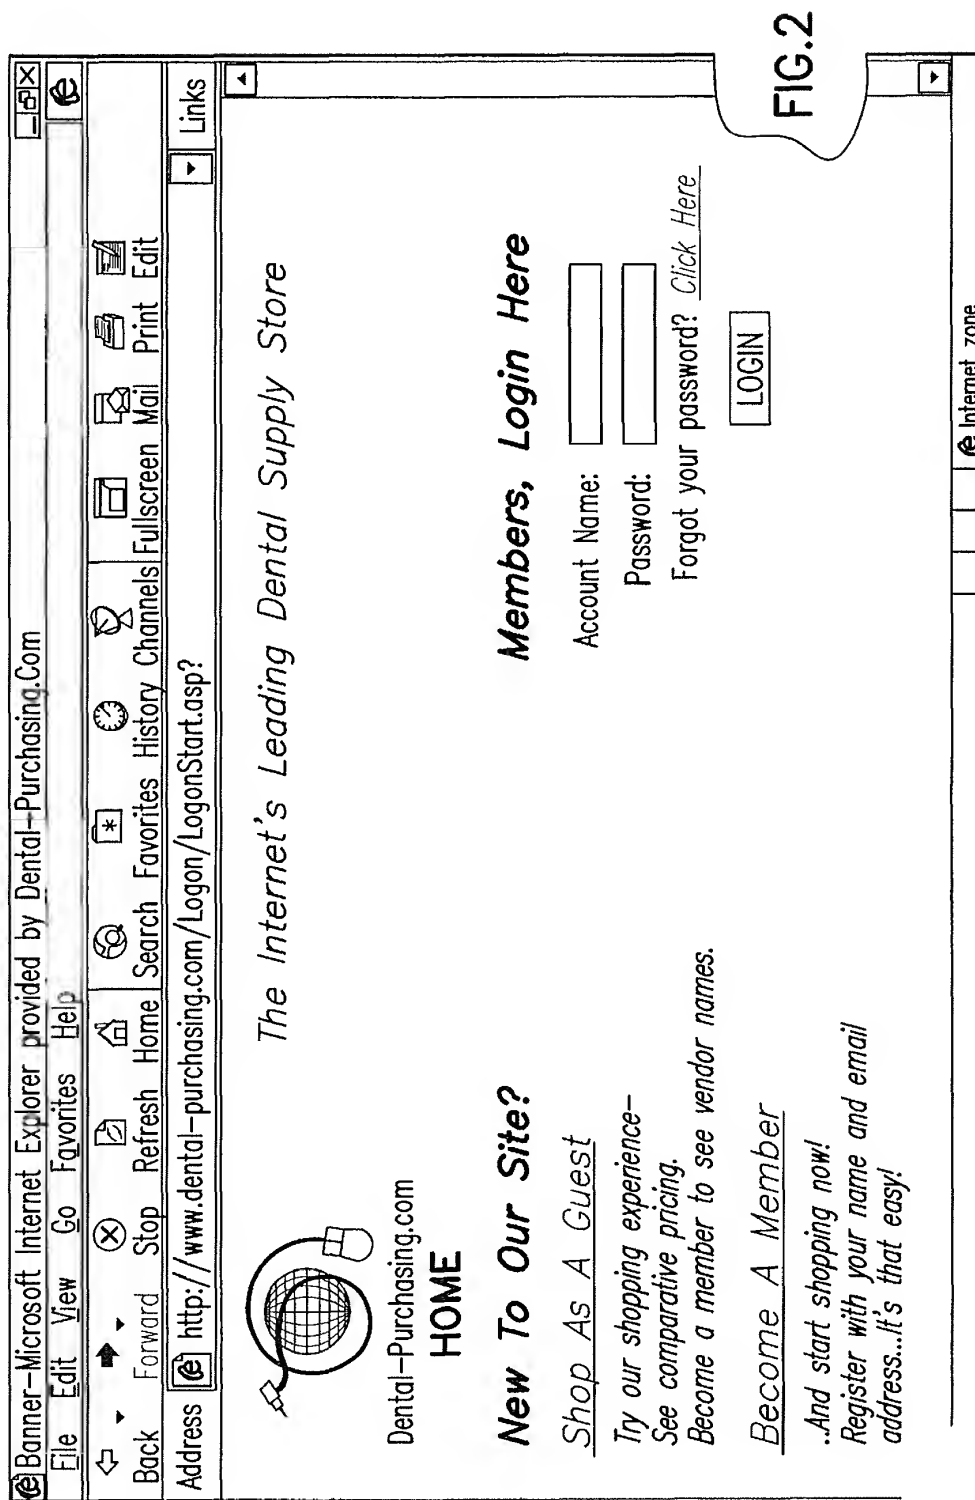 Banner–Microsoft Internet Explorer provided by Dental–Purchasing.Com
File Edit View Go Favorites Help
Back Forward Stop Refresh Home Search Favorites History Channels Fullscreen Mail Print Edit
Address http://www.dental–purchasing.com/Logon/LogonStart.asp? Links
The Internet's Leading Dental Supply Store
Dental–Purchasing.com
HOME
New To Our Site?
Shop As A Guest
Try our shopping experience–
See comparative pricing.
Become a member to see vendor names.
Become A Member
..And start shopping now!
Register with your name and email
address...It's that easy!
Members, Login Here
Account Name:
Password:
Forgot your password? Click Here
LOGIN
Internet zone
FIG.2